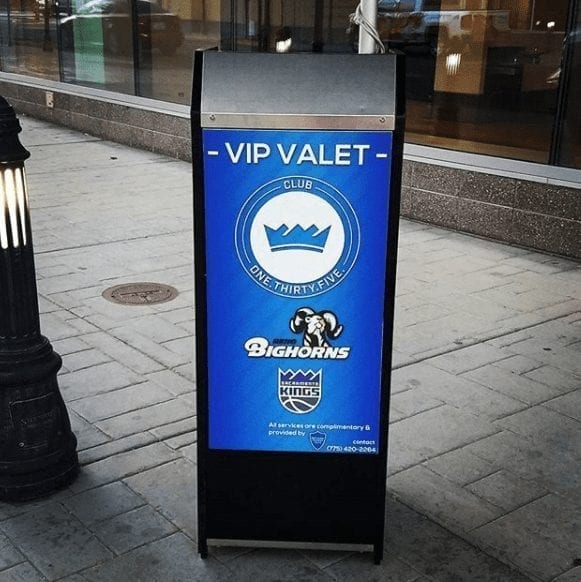 - VIP VALET -
CLUB
ONE.THIRTY.FIVE.
RENO
BIGHORNS
SACRAMENTO
KINGS
All services are complimentary &
provided by
contact
(775) 420-2264